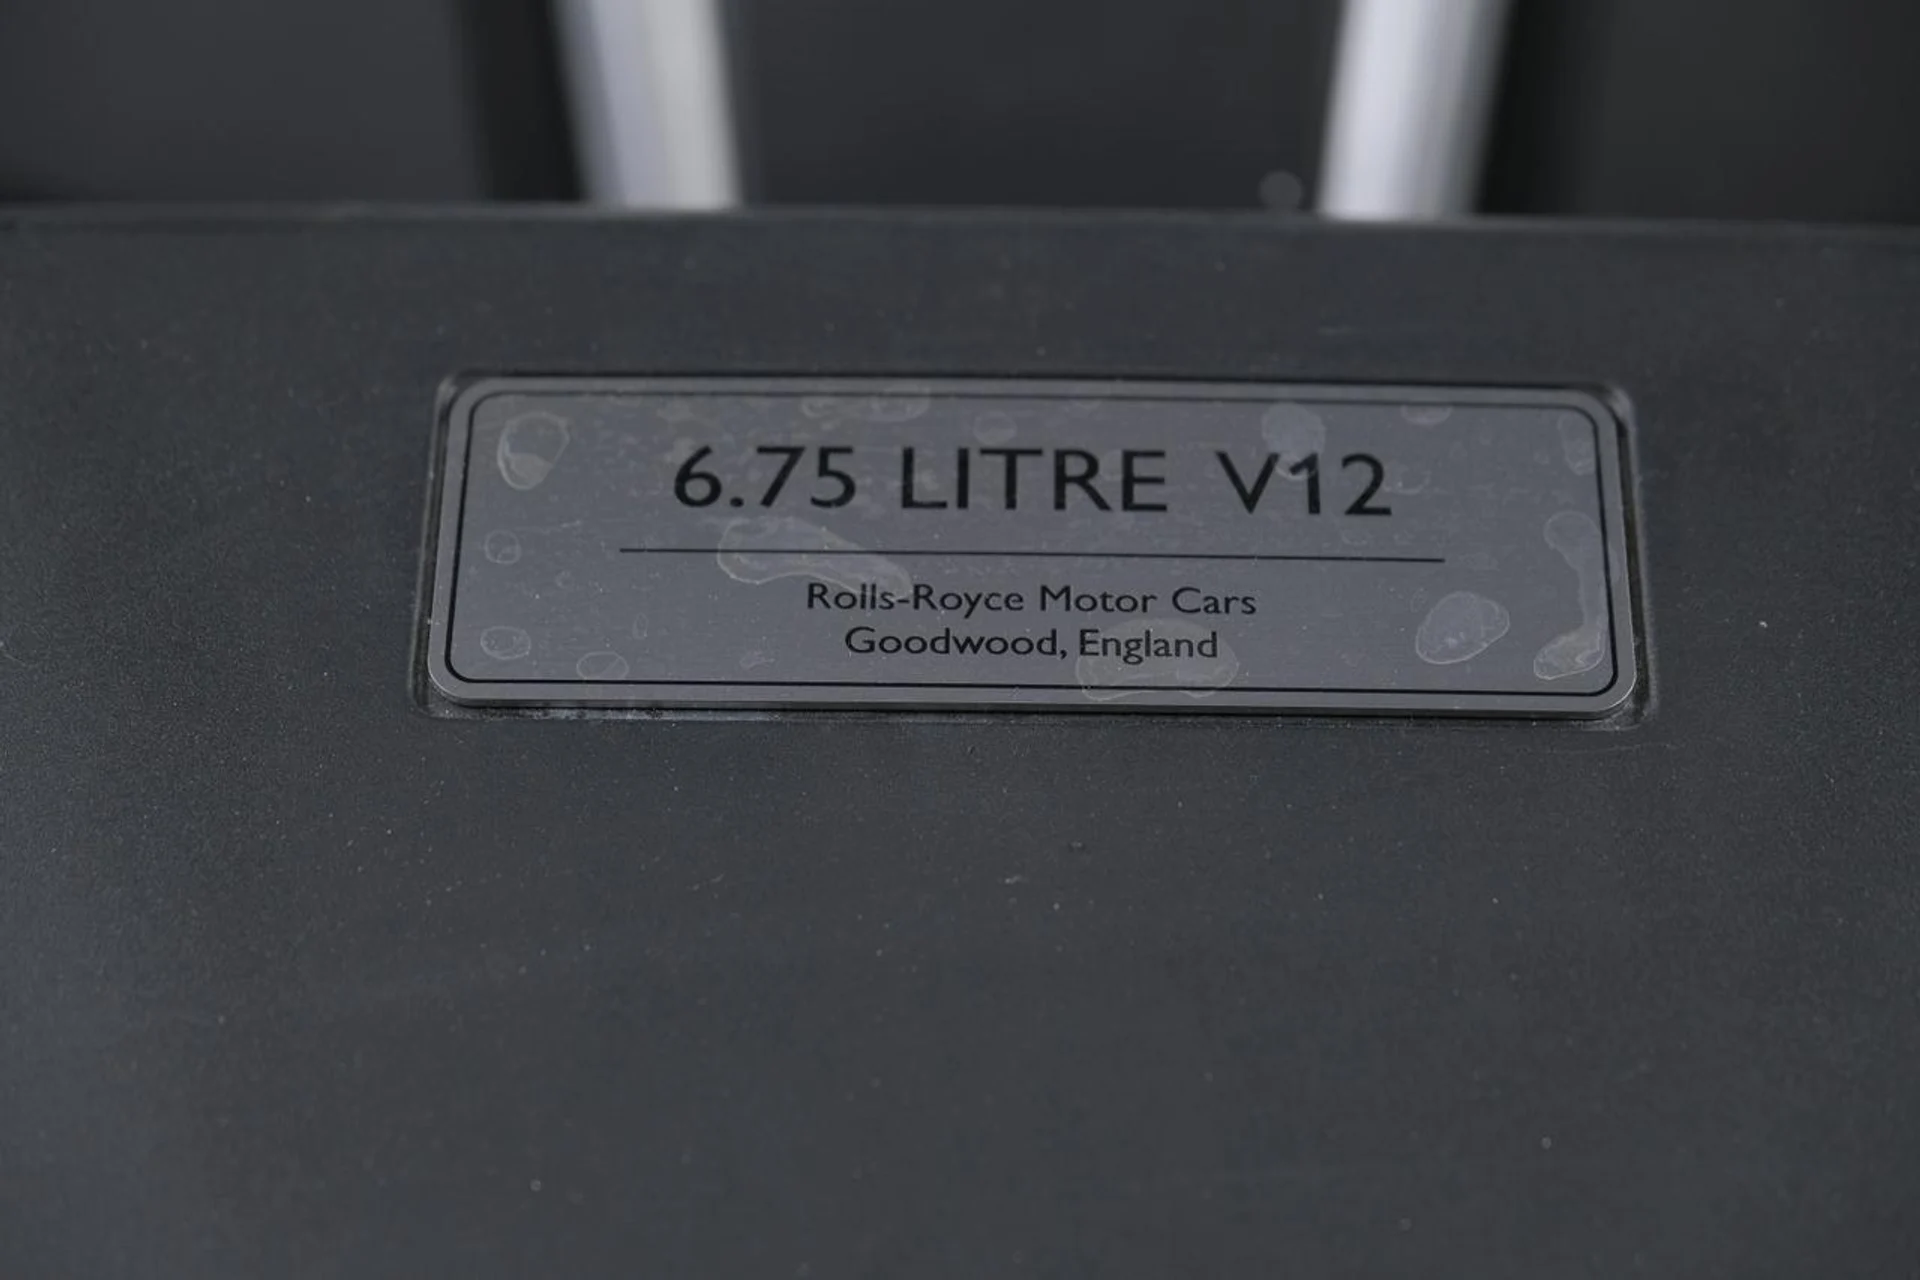 6.75 LITRE V12
Rolls-Royce Motor Cars
Goodwood, England